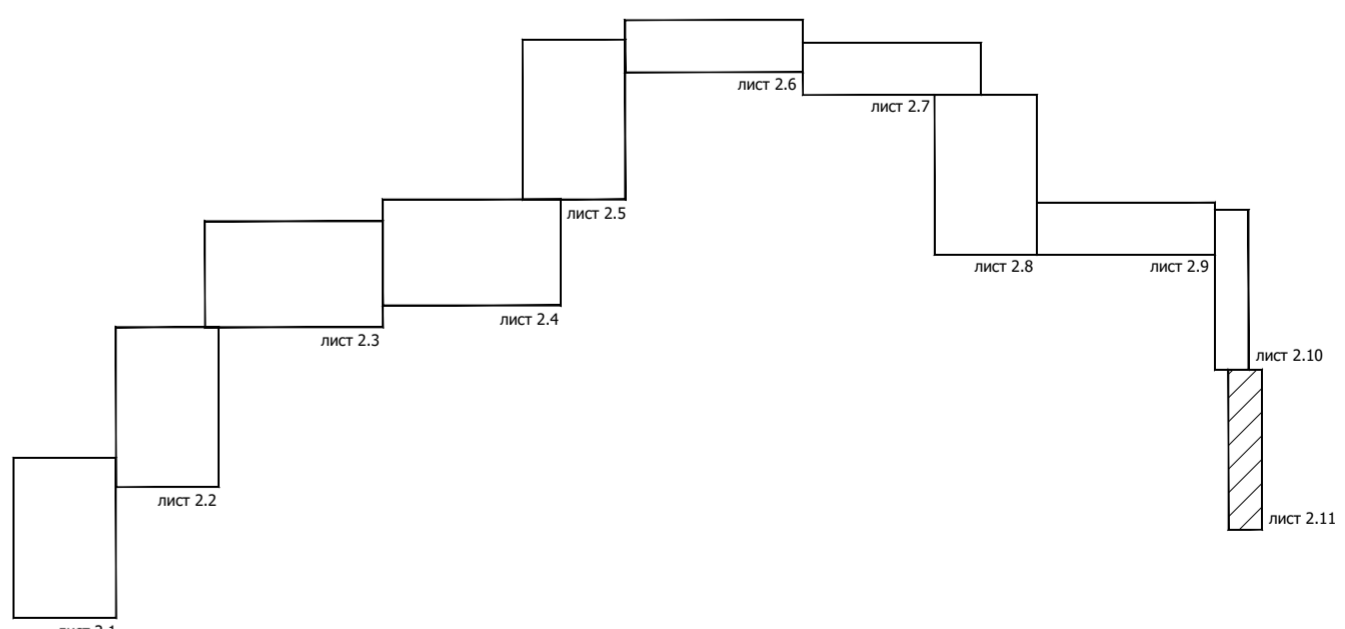 лист 2.6
лист 2.7
лист 2.5
лист 2.8
лист 2.9
лист 2.4
лист 2.3
лист 2.10
лист 2.2
лист 2.11